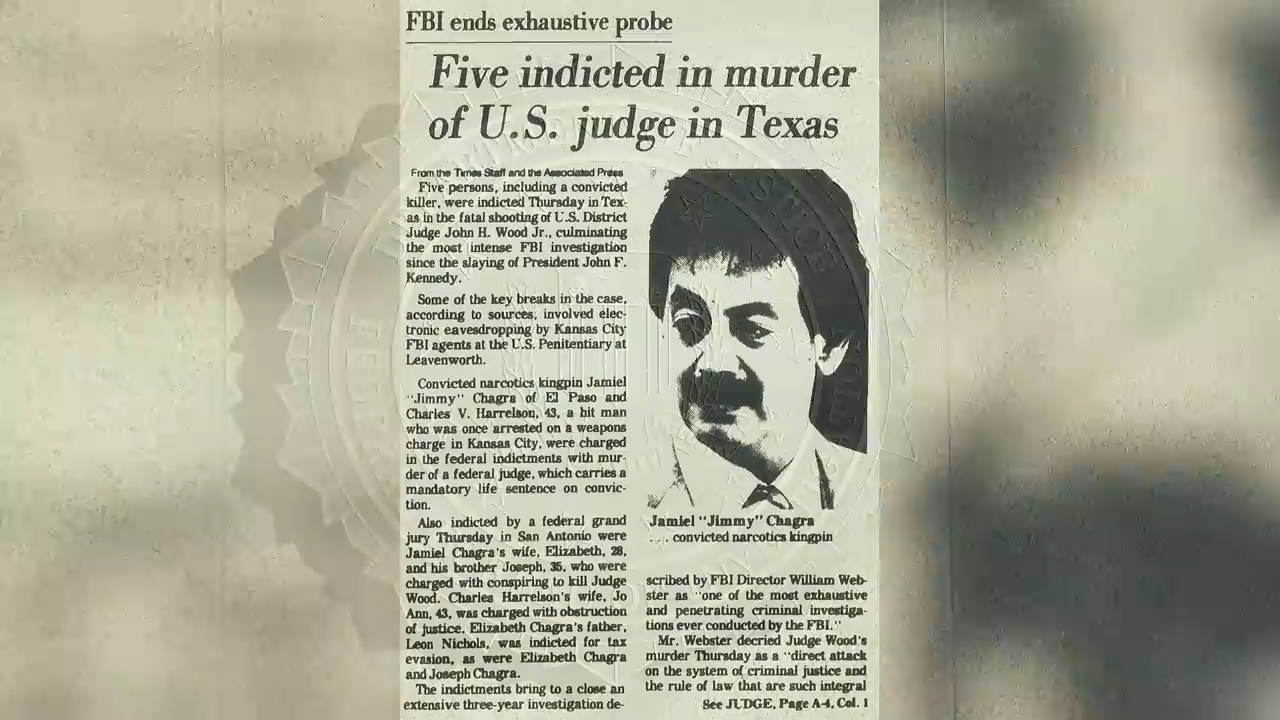 FBI ends exhaustive probe
Five indicted in murder
of U.S. judge in Texas
From the Times Staff and the Associated Press
Five persons, including a convicted
killer, were indicted Thursday in Tex-
as in the fatal shooting of U.S. District
Judge John H. Wood Jr., culminating
the most intense FBI investigation
since the slaying of President John F.
Kennedy.
Some of the key breaks in the case,
according to sources, involved elec-
tronic eavesdropping by Kansas City
FBI agents at the U.S. Penitentiary at
Leavenworth.
Convicted narcotics kingpin Jamiel
"Jimmy" Chagra of El Paso and
Charles V. Harrelson, 43, a hit man
who was once arrested on a weapons
charge in Kansas City, were charged
in the federal indictments with mur-
der of a federal judge, which carries a
mandatory life sentence on convic-
tion.
Also indicted by a federal grand
jury Thursday in San Antonio were
Jamiel Chagra's wife, Elizabeth, 28,
and his brother Joseph, 35, who were
charged with conspiring to kill Judge
Wood. Charles Harrelson's wife, Jo
Ann, 43, was charged with obstruction
of justice. Elizabeth Chagra's father,
Leon Nichols, was indicted for tax
evasion, as were Elizabeth Chagra
and Joseph Chagra.
The indictments bring to a close an
extensive three-year investigation de-
Jamiel "Jimmy" Chagra
. . . convicted narcotics kingpin
scribed by FBI Director William Web-
ster as "one of the most exhaustive
and penetrating criminal investiga-
tions ever conducted by the FBI."
Mr. Webster decried Judge Wood's
murder Thursday as a "direct attack
on the system of criminal justice and
the rule of law that are such integral
See JUDGE, Page A-4, Col. 1